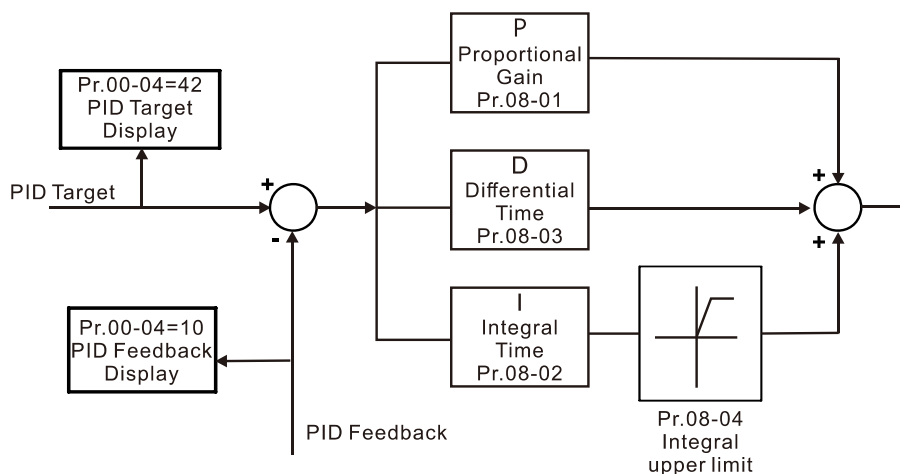 P
Proportional
Gain
Pr.08-01
Pr.00-04=42
PID Target
Display
PID Target
+
-
D
Differential
Time
Pr.08-03
+
+
I
Integral
Time
Pr.08-02
Pr.00-04=10
PID Feedback
Display
PID Feedback
Pr.08-04
Integral
upper limit